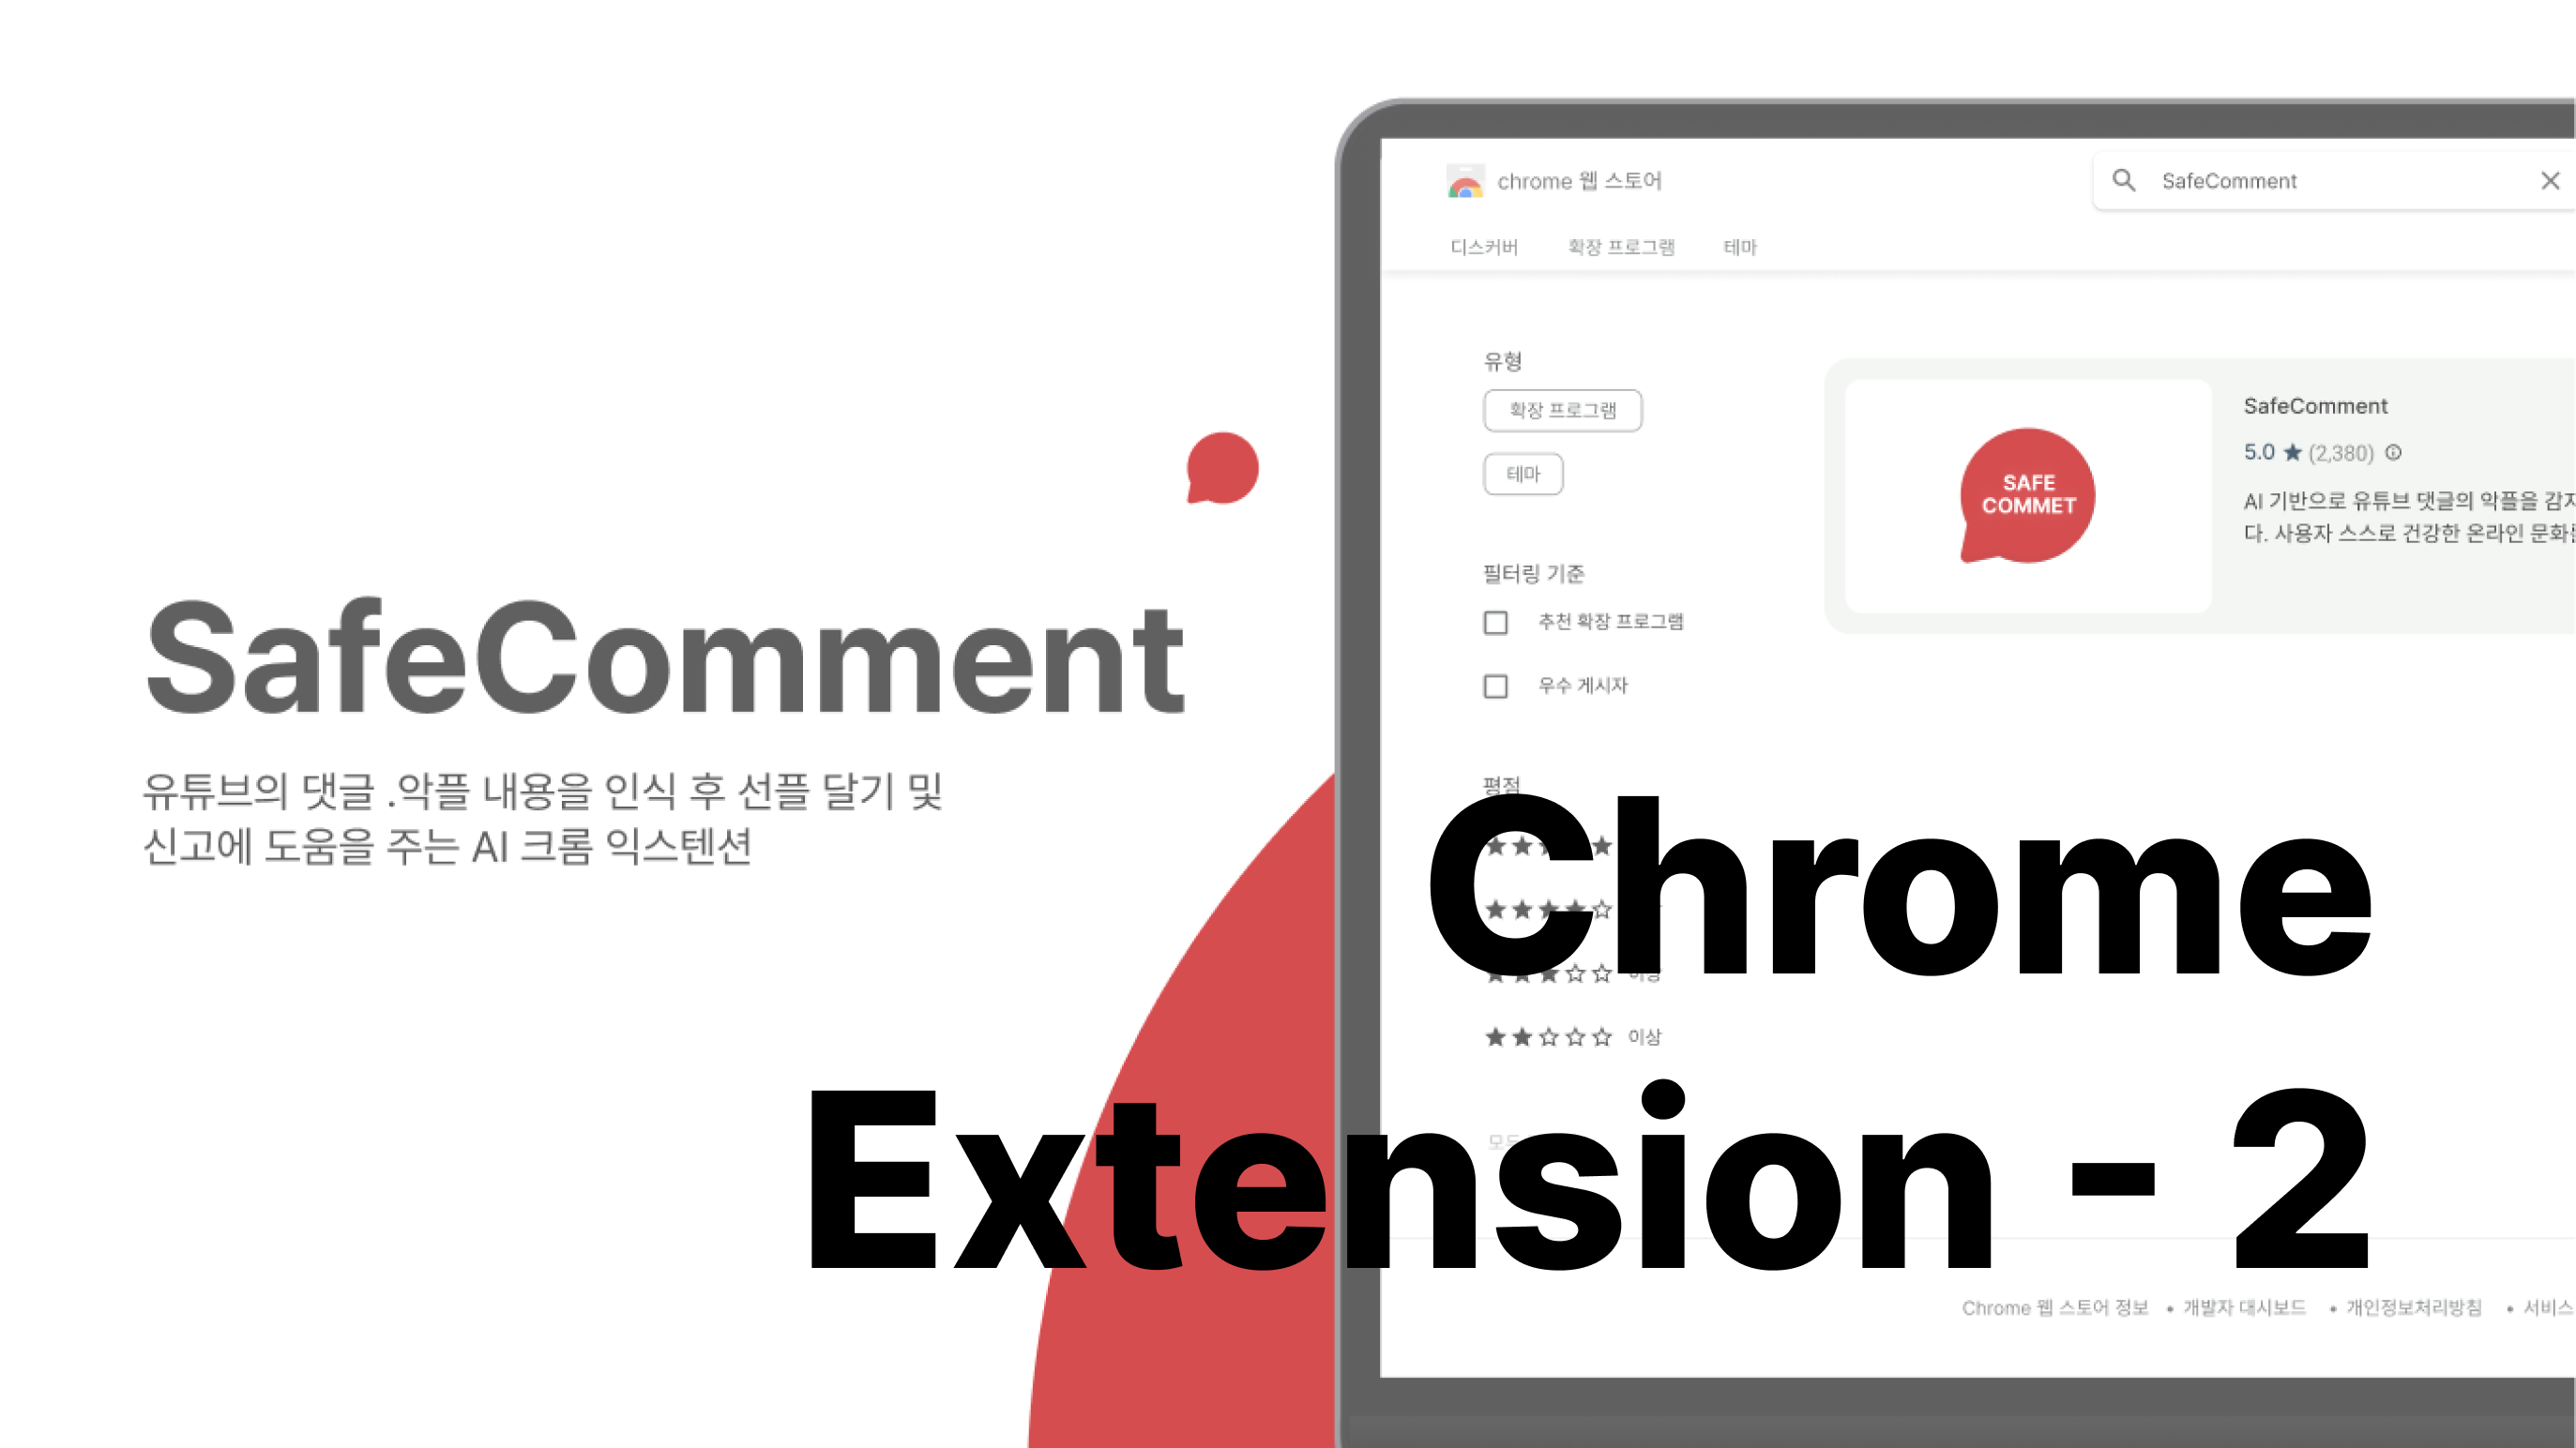 SafeComment
유튜브의 댓글 .악플 내용을 인식 후 선플 달기 및
신고에 도움을 주는 AI 크롬 익스텐션
chrome 웹 스토어
SafeComment
디스커버 확장 프로그램 테마
유형
확장 프로그램
테마
필터링 기준
추천 확장 프로그램
우수 게시자
평점
이상
이상
SAFE
COMMET
SafeComment
5.0 ★ (2,380)
AI 기반으로 유튜브 댓글의 악플을
다. 사용자 스스로 건강한 온라인
Chrome
Extension - 2
Chrome 웹 스토어 정보 • 개발자 대시보드 • 개인정보처리방침 • 서비스